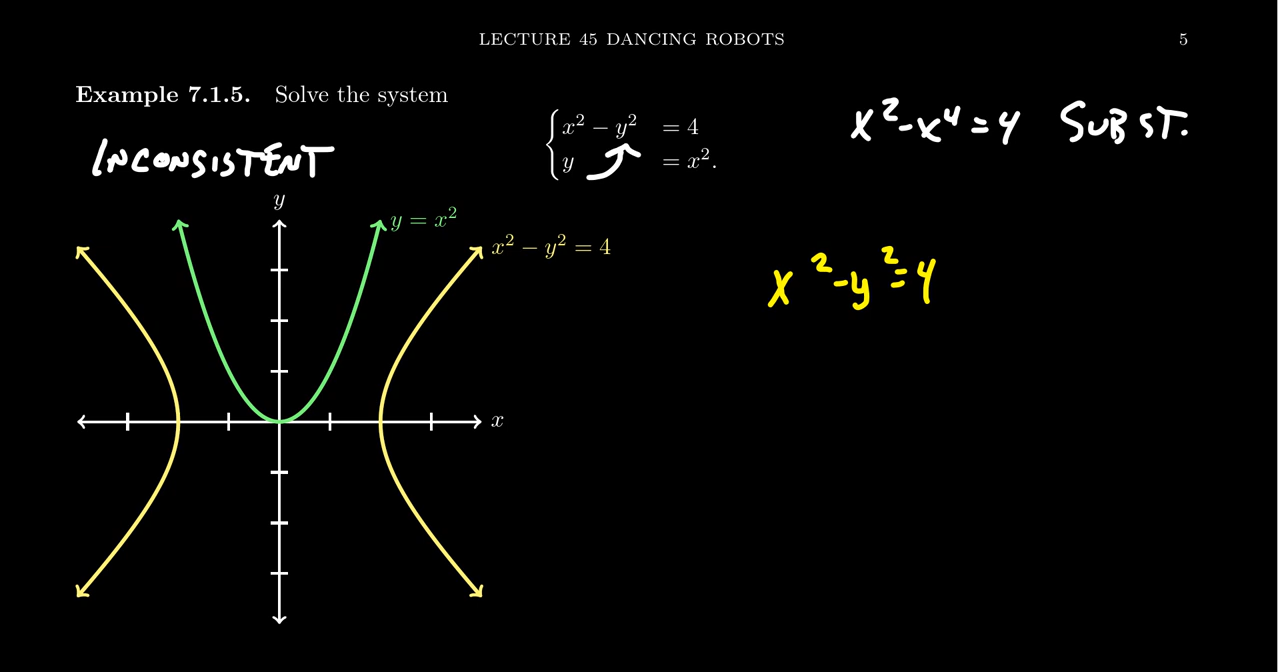 LECTURE 45 DANCING ROBOTS 5
Example 7.1.5. Solve the system
x² − y² = 4
y = x².
x²-x⁴=4 SUBST.
INCONSISTENT
y
y = x²
x² − y² = 4
x²-y²=4
x